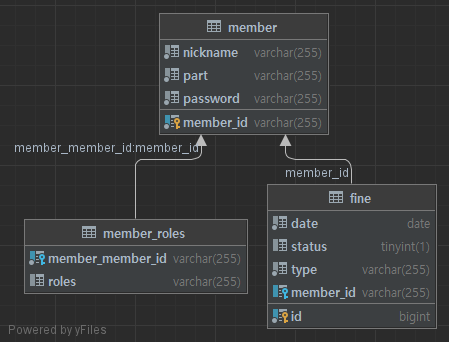 member
nickname varchar(255)
part varchar(255)
password varchar(255)
member_id varchar(255)
member_member_id:member_id
member_id
member_roles
member_member_id varchar(255)
roles varchar(255)
fine
date date
status tinyint(1)
type varchar(255)
member_id varchar(255)
id bigint
Powered by yFiles